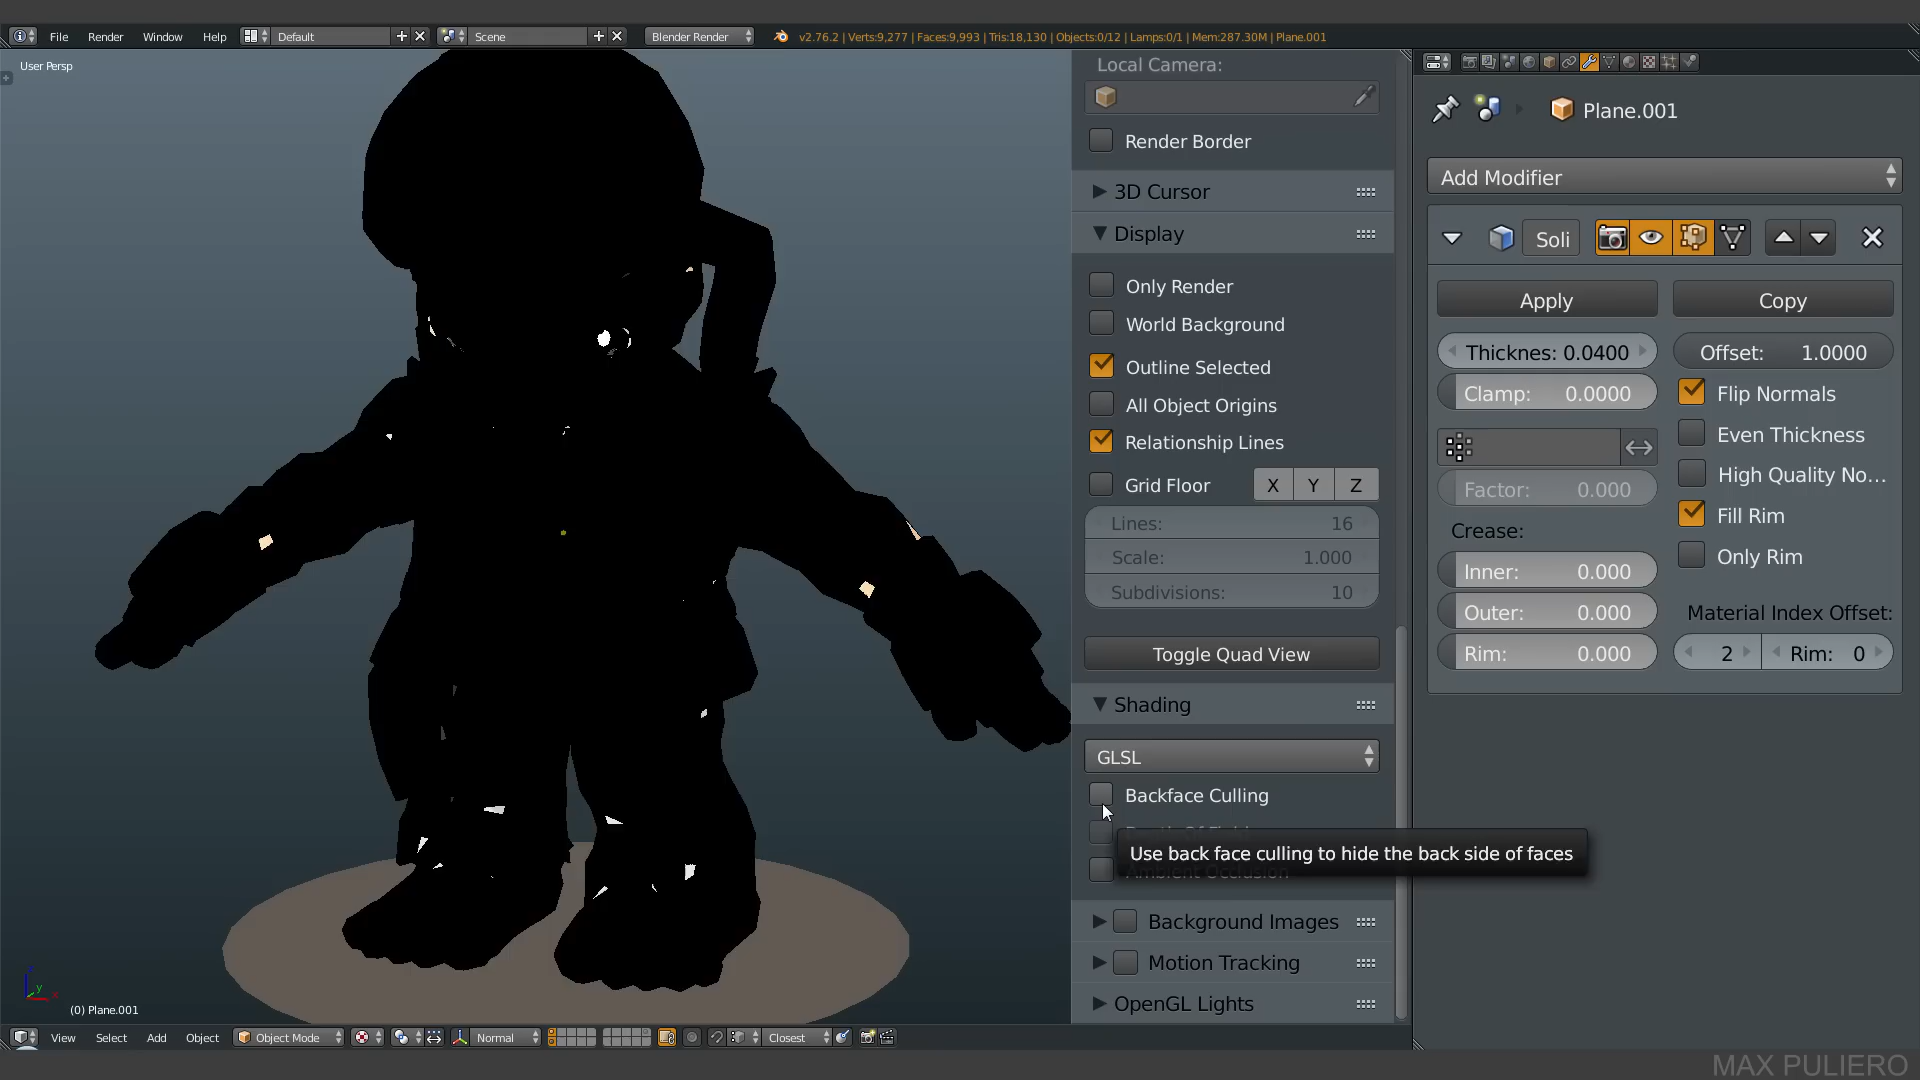 File Render Window Help Default Scene Blender Render v2.76.2 | Verts:9,277 | Faces:9,993 | Tris:18,130 | Objects:0/12 | Lamps:0/1 | Mem:287.30M | Plane.001
User Persp
Local Camera:
Render Border
3D Cursor
Display
Only Render
World Background
Outline Selected
All Object Origins
Relationship Lines
Grid Floor X Y Z
Lines: 16
Scale: 1.000
Subdivisions: 10
Toggle Quad View
Shading
GLSL
Backface Culling
Use back face culling to hide the back side of faces
Ambient Occlusion
Background Images
Motion Tracking
OpenGL Lights
Plane.001
Add Modifier
Soli
Apply Copy
Thicknes: 0.0400 Offset: 1.0000
Clamp: 0.0000 Flip Normals
Even Thickness
High Quality No...
Factor: 0.000
Fill Rim
Crease:
Only Rim
Inner: 0.000
Outer: 0.000 Material Index Offset:
Rim: 0.000 2 Rim: 0
z
y
x
(0) Plane.001
View Select Add Object Object Mode Normal Closest
MAX PULIERO